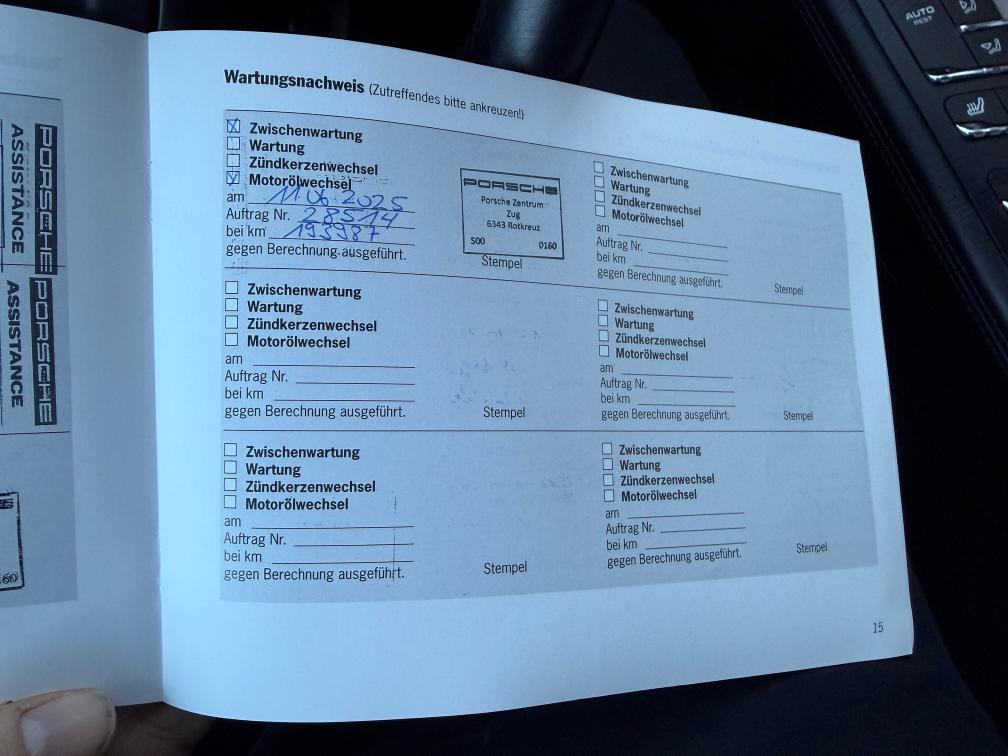 Wartungsnachweis (Zutreffendes bitte ankreuzen!)
Zwischenwartung
Wartung
Zündkerzenwechsel
Motorölwechsel
am 11.06.2025
Auftrag Nr. 28514
bei km 193987
gegen Berechnung ausgeführt.
PORSCHE
Porsche Zentrum
Zug
6343 Rotkreuz
500 0160
Stempel
Zwischenwartung
Wartung
Zündkerzenwechsel
Motorölwechsel
am
Auftrag Nr.
bei km
gegen Berechnung ausgeführt.
Stempel
Zwischenwartung
Wartung
Zündkerzenwechsel
Motorölwechsel
am
Auftrag Nr.
bei km
gegen Berechnung ausgeführt.
Stempel
Zwischenwartung
Wartung
Zündkerzenwechsel
Motorölwechsel
am
Auftrag Nr.
bei km
gegen Berechnung ausgeführt.
Stempel
Zwischenwartung
Wartung
Zündkerzenwechsel
Motorölwechsel
am
Auftrag Nr.
bei km
gegen Berechnung ausgeführt.
Stempel
Zwischenwartung
Wartung
Zündkerzenwechsel
Motorölwechsel
am
Auftrag Nr.
bei km
gegen Berechnung ausgeführt.
Stempel
15
PORSCHE
ASSISTANCE
PORSCHE
ASSISTANCE
AUTO
REST